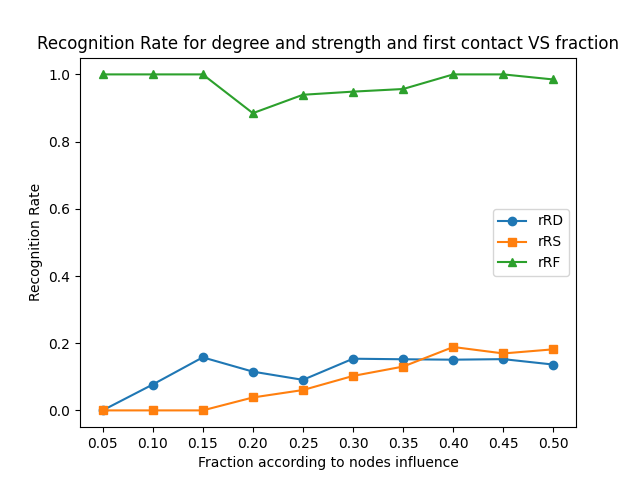 Recognition Rate for degree and strength and first contact VS fraction
1.0
0.8
0.6
0.4
0.2
0.0
Recognition Rate
rRD
rRS
rRF
0.05 0.10 0.15 0.20 0.25 0.30 0.35 0.40 0.45 0.50
Fraction according to nodes influence